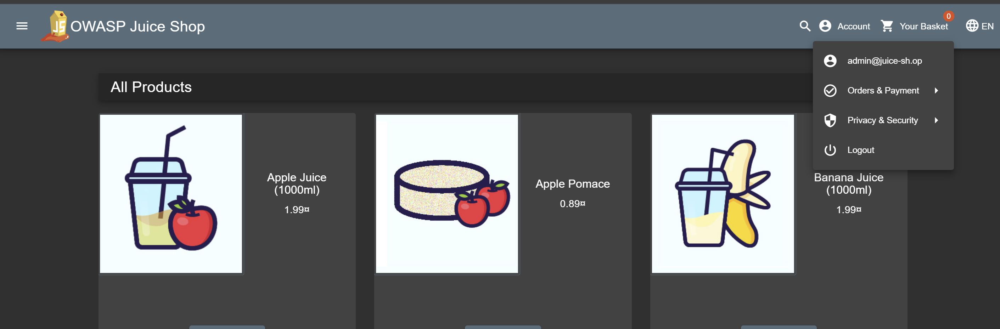 JS OWASP Juice Shop
Account
0
Your Basket
EN
admin@juice-sh.op
Orders & Payment
Privacy & Security
Logout
All Products
Apple Juice
(1000ml)
1.99¤
Apple Pomace
0.89¤
Banana Juice
(1000ml)
1.99¤